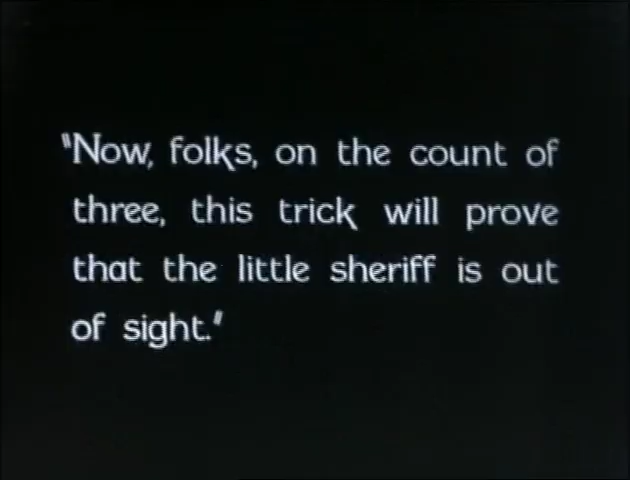 "Now, folks, on the count of
three, this trick will prove
that the little sheriff is out
of sight."